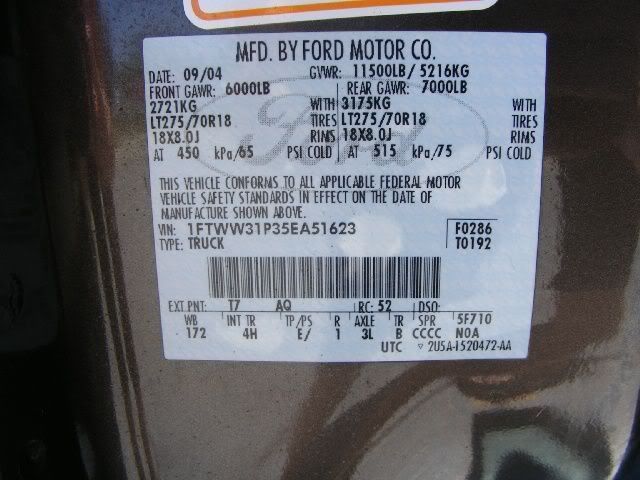 MFD. BY FORD MOTOR CO.
DATE: 09/04 GVWR: 11500LB / 5216KG
FRONT GAWR: 6000LB REAR GAWR: 7000LB
2721KG WITH 3175KG WITH
LT275/70R18 TIRES LT275/70R18 TIRES
18X8.0J RIMS 18X8.0J RIMS
AT 450 kPa/65 PSI COLD AT 515 kPa/75 PSI COLD
THIS VEHICLE CONFORMS TO ALL APPLICABLE FEDERAL MOTOR
VEHICLE SAFETY STANDARDS IN EFFECT ON THE DATE OF
MANUFACTURE SHOWN ABOVE.
VIN: 1FTWW31P35EA51623 F0286
TYPE: TRUCK T0192
EXT PNT: T7 AQ RC: 52 DSO:
WB INT TR TP/PS R AXLE TR SPR 5F710
172 4H E/ 1 3L B CCCC NOA
UTC 2U5A-1520472-AA
Ford